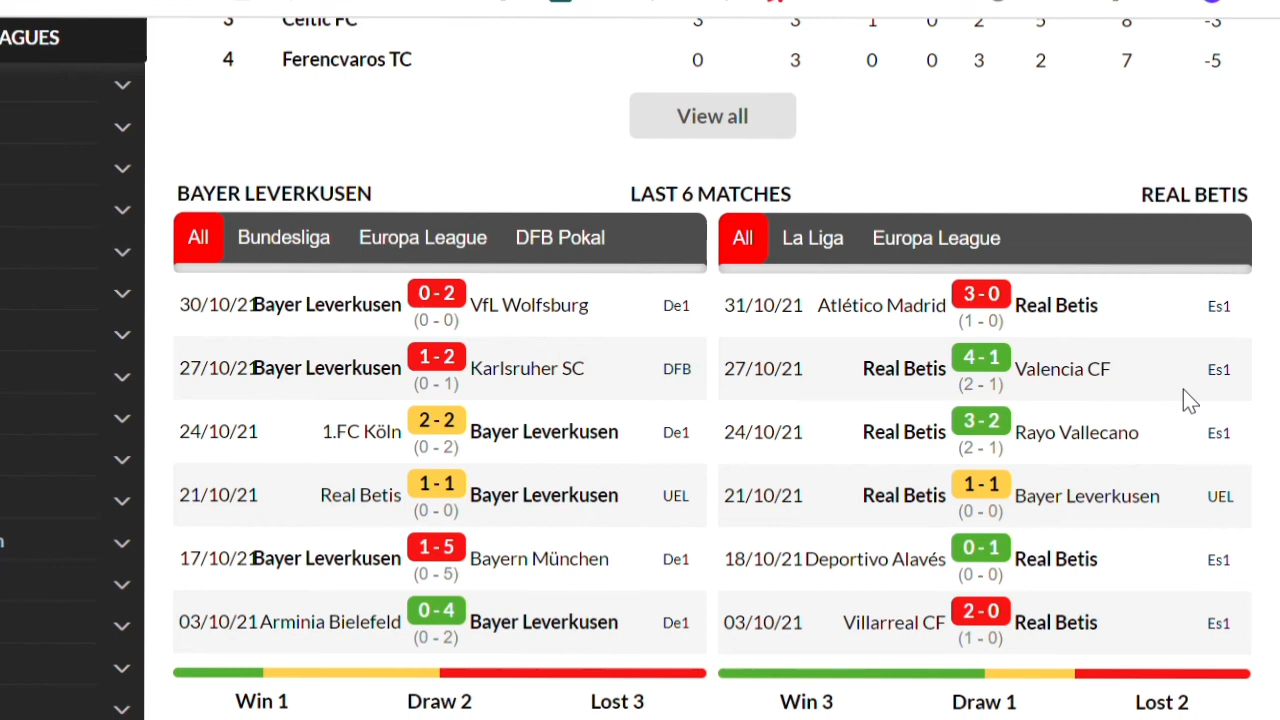 AGUES
3 Celtic FC 3 3 1 0 2 5 8 -3
4 Ferencvaros TC 0 3 0 0 3 2 7 -5
View all
BAYER LEVERKUSEN LAST 6 MATCHES REAL BETIS
All Bundesliga Europa League DFB Pokal
All La Liga Europa League
30/10/21 Bayer Leverkusen 0 - 2 VfL Wolfsburg De1
(0 - 0)
27/10/21 Bayer Leverkusen 1 - 2 Karlsruher SC DFB
(0 - 1)
24/10/21 1.FC Köln 2 - 2 Bayer Leverkusen De1
(0 - 2)
21/10/21 Real Betis 1 - 1 Bayer Leverkusen UEL
(0 - 0)
17/10/21 Bayer Leverkusen 1 - 5 Bayern München De1
(0 - 5)
03/10/21 Arminia Bielefeld 0 - 4 Bayer Leverkusen De1
(0 - 2)
Win 1 Draw 2 Lost 3
31/10/21 Atlético Madrid 3 - 0 Real Betis Es1
(1 - 0)
27/10/21 Real Betis 4 - 1 Valencia CF Es1
(2 - 1)
24/10/21 Real Betis 3 - 2 Rayo Vallecano Es1
(2 - 1)
21/10/21 Real Betis 1 - 1 Bayer Leverkusen UEL
(0 - 0)
18/10/21 Deportivo Alavés 0 - 1 Real Betis Es1
(0 - 0)
03/10/21 Villarreal CF 2 - 0 Real Betis Es1
(1 - 0)
Win 3 Draw 1 Lost 2